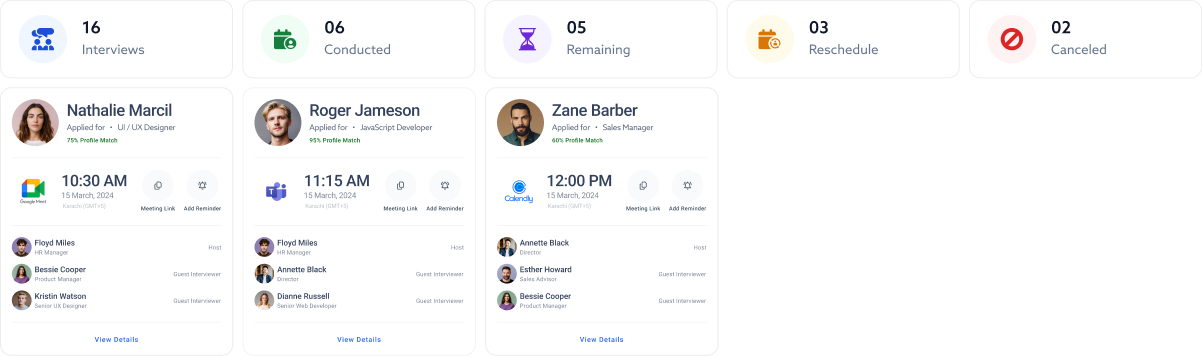 16
Interviews
06
Conducted
05
Remaining
03
Reschedule
02
Canceled
Nathalie Marcil
Applied for • UI / UX Designer
75% Profile Match
Google Meet
10:30 AM
15 March, 2024
Karachi (GMT+5)
Meeting Link
Add Reminder
Floyd Miles
HR Manager
Host
Bessie Cooper
Product Manager
Guest Interviewer
Kristin Watson
Senior UX Designer
Guest Interviewer
View Details
Roger Jameson
Applied for • JavaScript Developer
95% Profile Match
11:15 AM
15 March, 2024
Karachi (GMT+5)
Meeting Link
Add Reminder
Floyd Miles
HR Manager
Host
Annette Black
Director
Guest Interviewer
Dianne Russell
Senior Web Developer
Guest Interviewer
View Details
Zane Barber
Applied for • Sales Manager
60% Profile Match
Calendly
12:00 PM
15 March, 2024
Karachi (GMT+5)
Meeting Link
Add Reminder
Annette Black
Director
Host
Esther Howard
Sales Advisor
Guest Interviewer
Bessie Cooper
Product Manager
Guest Interviewer
View Details